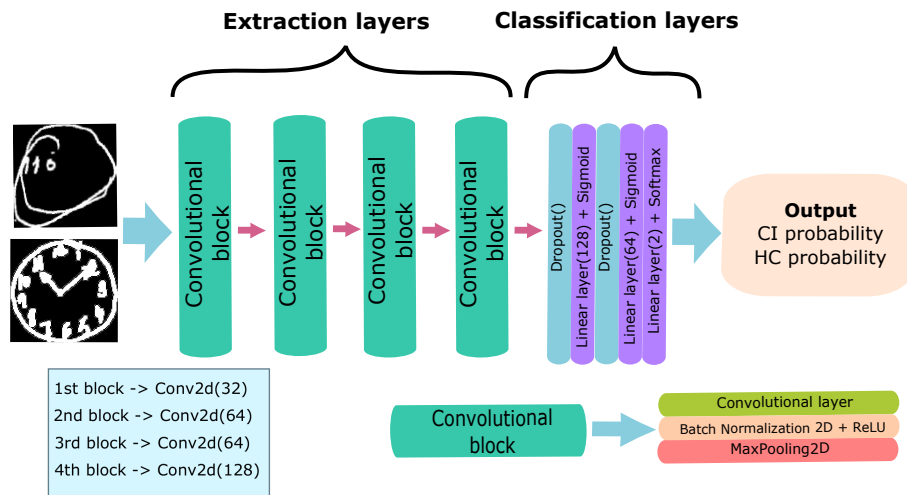 Extraction layers
Classification layers
Convolutional
block
Convolutional
block
Convolutional
block
Convolutional
block
Dropout()
Linear layer(128) + Sigmoid
Dropout()
Linear layer(64) + Sigmoid
Linear layer(2) + Softmax
Output
CI probability
HC probability
1st block -> Conv2d(32)
2nd block -> Conv2d(64)
3rd block -> Conv2d(64)
4th block -> Conv2d(128)
Convolutional
block
Convolutional layer
Batch Normalization 2D + ReLU
MaxPooling2D